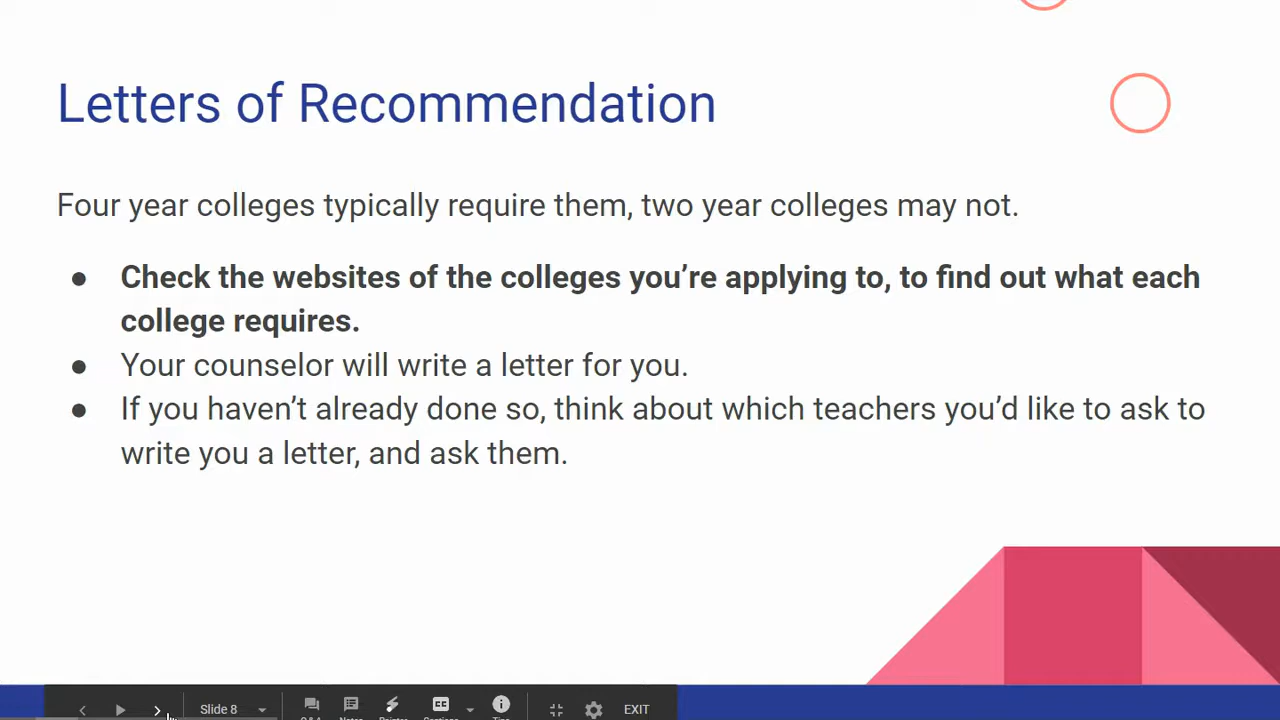 Letters of Recommendation
Four year colleges typically require them, two year colleges may not.
● Check the websites of the colleges you’re applying to, to find out what each
college requires.
● Your counselor will write a letter for you.
● If you haven’t already done so, think about which teachers you’d like to ask to
write you a letter, and ask them.
Slide 8 CC EXIT